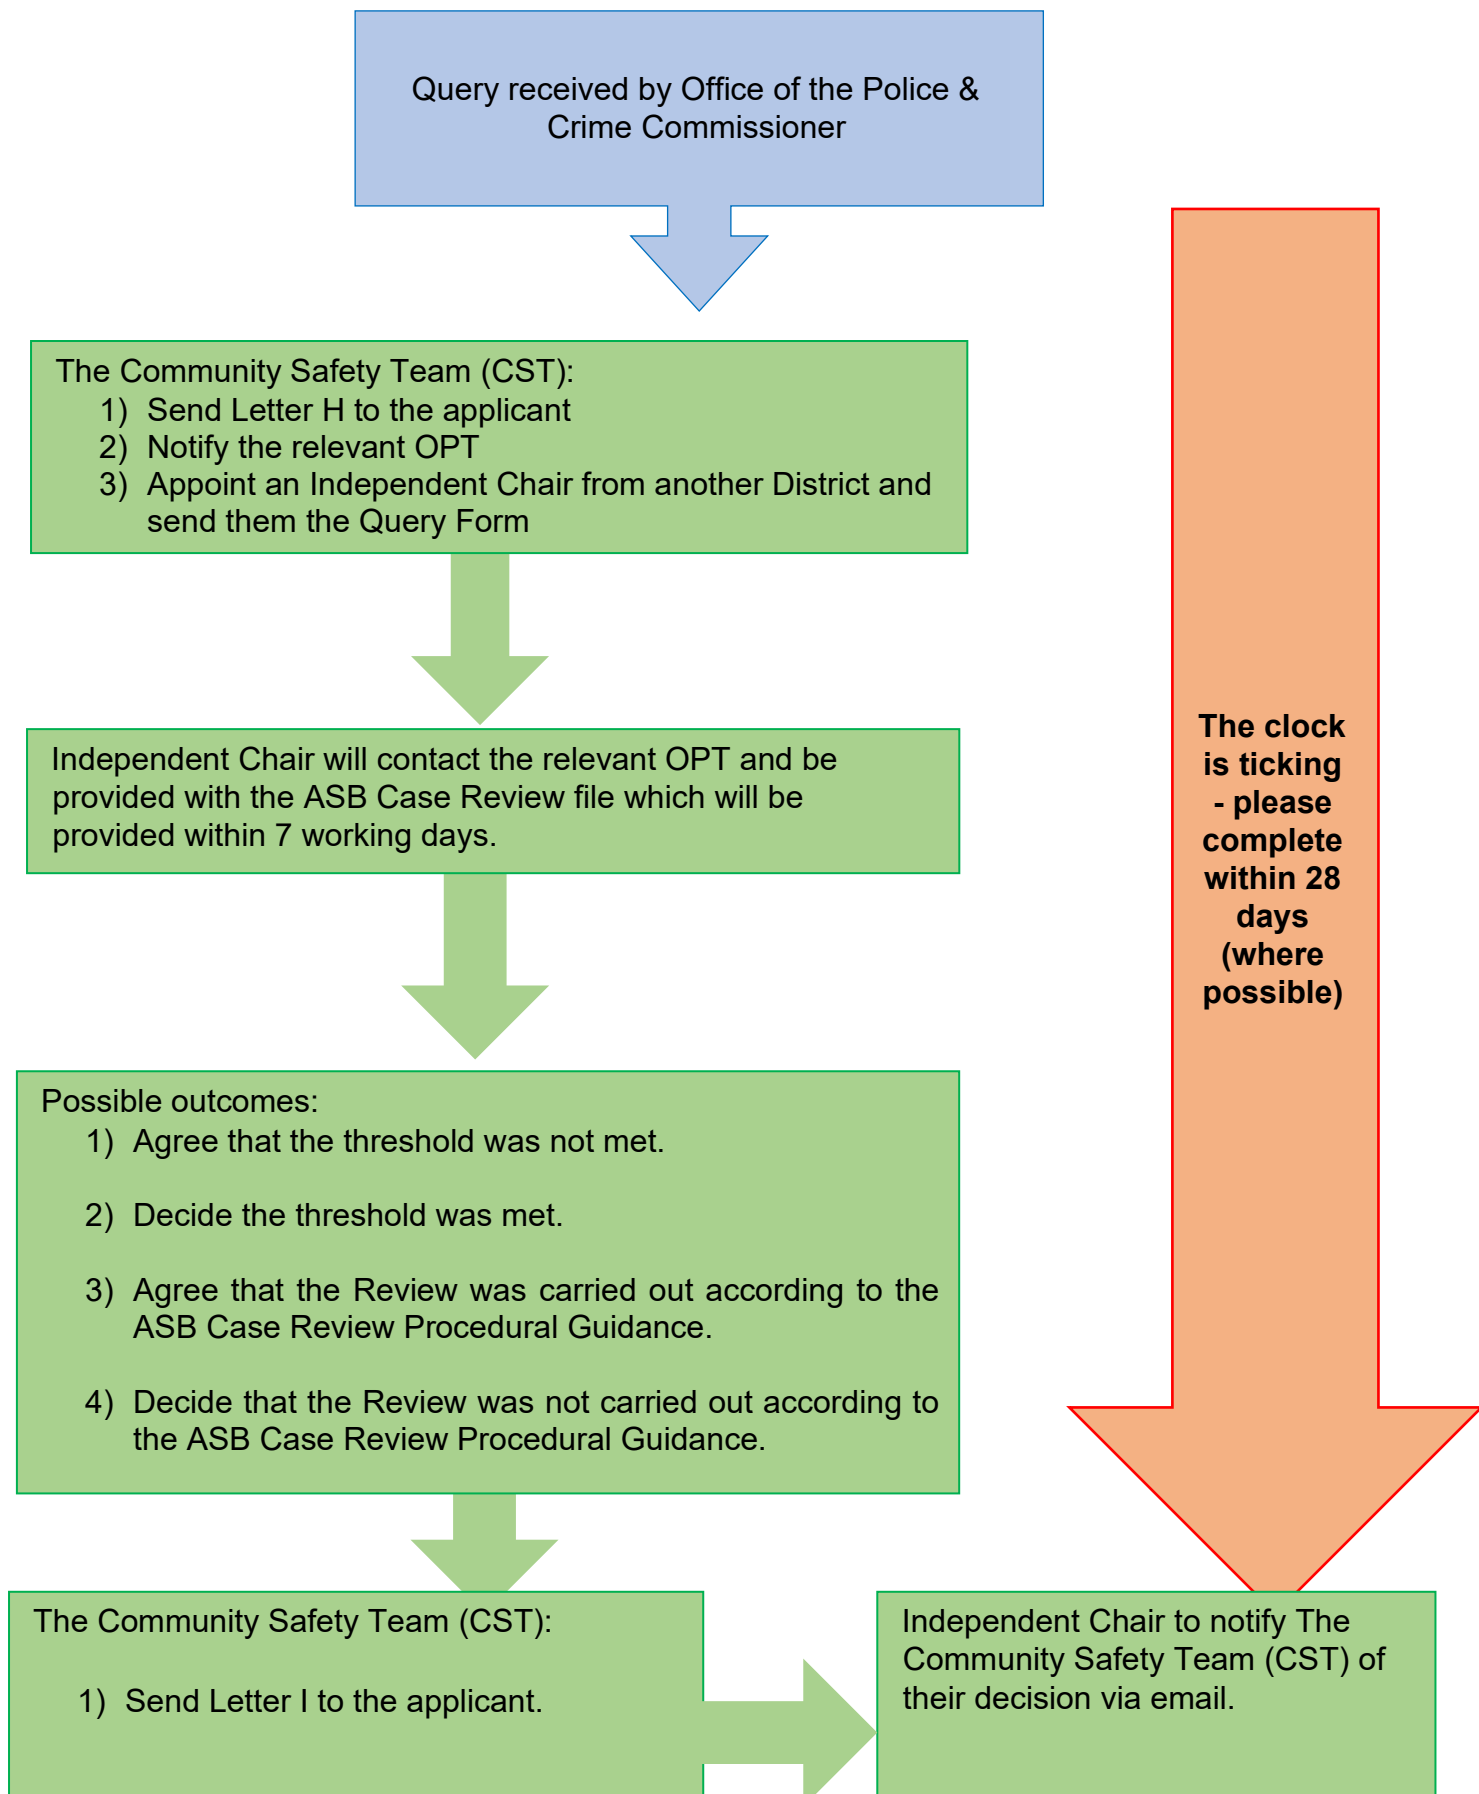 Query received by Office of the Police &
Crime Commissioner
The Community Safety Team (CST):
1) Send Letter H to the applicant
2) Notify the relevant OPT
3) Appoint an Independent Chair from another District and
send them the Query Form
Independent Chair will contact the relevant OPT and be
provided with the ASB Case Review file which will be
provided within 7 working days.
Possible outcomes:
1) Agree that the threshold was not met.
2) Decide the threshold was met.
3) Agree that the Review was carried out according to the
ASB Case Review Procedural Guidance.
4) Decide that the Review was not carried out according to
the ASB Case Review Procedural Guidance.
The Community Safety Team (CST):
1) Send Letter I to the applicant.
Independent Chair to notify The
Community Safety Team (CST) of
their decision via email.
The clock
is ticking
- please
complete
within 28
days
(where
possible)